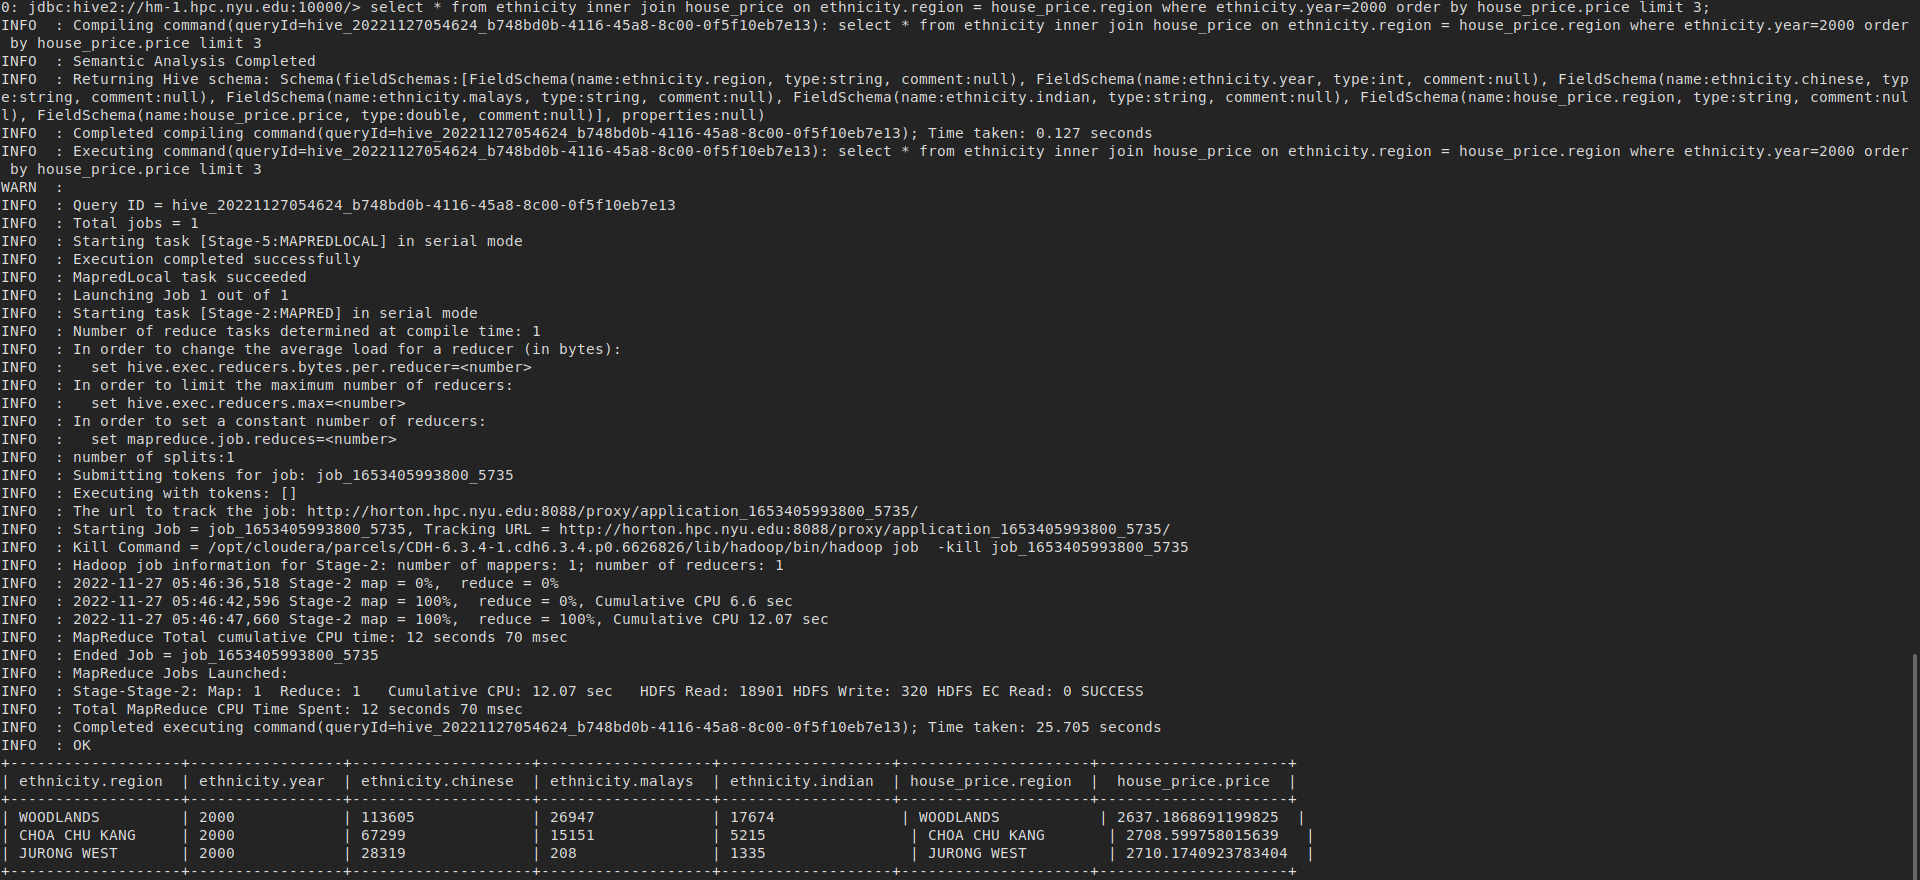 0: jdbc:hive2://hm-1.hpc.nyu.edu:10000/> select * from ethnicity inner join house_price on ethnicity.region = house_price.region where ethnicity.year=2000 order by house_price.price limit 3;
INFO  : Compiling command(queryId=hive_20221127054624_b748bd0b-4116-45a8-8c00-0f5f10eb7e13): select * from ethnicity inner join house_price on ethnicity.region = house_price.region where ethnicity.year=2000 order
 by house_price.price limit 3
INFO  : Semantic Analysis Completed
INFO  : Returning Hive schema: Schema(fieldSchemas:[FieldSchema(name:ethnicity.region, type:string, comment:null), FieldSchema(name:ethnicity.year, type:int, comment:null), FieldSchema(name:ethnicity.chinese, typ
e:string, comment:null), FieldSchema(name:ethnicity.malays, type:string, comment:null), FieldSchema(name:ethnicity.indian, type:string, comment:null), FieldSchema(name:house_price.region, type:string, comment:nul
l), FieldSchema(name:house_price.price, type:double, comment:null)], properties:null)
INFO  : Completed compiling command(queryId=hive_20221127054624_b748bd0b-4116-45a8-8c00-0f5f10eb7e13); Time taken: 0.127 seconds
INFO  : Executing command(queryId=hive_20221127054624_b748bd0b-4116-45a8-8c00-0f5f10eb7e13): select * from ethnicity inner join house_price on ethnicity.region = house_price.region where ethnicity.year=2000 order
 by house_price.price limit 3
WARN  :
INFO  : Query ID = hive_20221127054624_b748bd0b-4116-45a8-8c00-0f5f10eb7e13
INFO  : Total jobs = 1
INFO  : Starting task [Stage-5:MAPREDLOCAL] in serial mode
INFO  : Execution completed successfully
INFO  : MapredLocal task succeeded
INFO  : Launching Job 1 out of 1
INFO  : Starting task [Stage-2:MAPRED] in serial mode
INFO  : Number of reduce tasks determined at compile time: 1
INFO  : In order to change the average load for a reducer (in bytes):
INFO  :   set hive.exec.reducers.bytes.per.reducer=<number>
INFO  : In order to limit the maximum number of reducers:
INFO  :   set hive.exec.reducers.max=<number>
INFO  : In order to set a constant number of reducers:
INFO  :   set mapreduce.job.reduces=<number>
INFO  : number of splits:1
INFO  : Submitting tokens for job: job_1653405993800_5735
INFO  : Executing with tokens: []
INFO  : The url to track the job: http://horton.hpc.nyu.edu:8088/proxy/application_1653405993800_5735/
INFO  : Starting Job = job_1653405993800_5735, Tracking URL = http://horton.hpc.nyu.edu:8088/proxy/application_1653405993800_5735/
INFO  : Kill Command = /opt/cloudera/parcels/CDH-6.3.4-1.cdh6.3.4.p0.6626826/lib/hadoop/bin/hadoop job  -kill job_1653405993800_5735
INFO  : Hadoop job information for Stage-2: number of mappers: 1; number of reducers: 1
INFO  : 2022-11-27 05:46:36,518 Stage-2 map = 0%,  reduce = 0%
INFO  : 2022-11-27 05:46:42,596 Stage-2 map = 100%,  reduce = 0%, Cumulative CPU 6.6 sec
INFO  : 2022-11-27 05:46:47,660 Stage-2 map = 100%,  reduce = 100%, Cumulative CPU 12.07 sec
INFO  : MapReduce Total cumulative CPU time: 12 seconds 70 msec
INFO  : Ended Job = job_1653405993800_5735
INFO  : MapReduce Jobs Launched:
INFO  : Stage-Stage-2: Map: 1  Reduce: 1   Cumulative CPU: 12.07 sec   HDFS Read: 18901 HDFS Write: 320 HDFS EC Read: 0 SUCCESS
INFO  : Total MapReduce CPU Time Spent: 12 seconds 70 msec
INFO  : Completed executing command(queryId=hive_20221127054624_b748bd0b-4116-45a8-8c00-0f5f10eb7e13); Time taken: 25.705 seconds
INFO  : OK
+-------------------+-----------------+--------------------+-------------------+-------------------+---------------------+---------------------+
| ethnicity.region  | ethnicity.year  | ethnicity.chinese  | ethnicity.malays  | ethnicity.indian  | house_price.region  |  house_price.price  |
+-------------------+-----------------+--------------------+-------------------+-------------------+---------------------+---------------------+
| WOODLANDS         | 2000            | 113605             | 26947             | 17674              | WOODLANDS           | 2637.1868691199825  |
| CHOA CHU KANG     | 2000            | 67299              | 15151             | 5215                | CHOA CHU KANG       | 2708.599758015639   |
| JURONG WEST       | 2000            | 28319              | 208               | 1335                | JURONG WEST         | 2710.1740923783404  |
+-------------------+-----------------+--------------------+-------------------+-------------------+---------------------+---------------------+